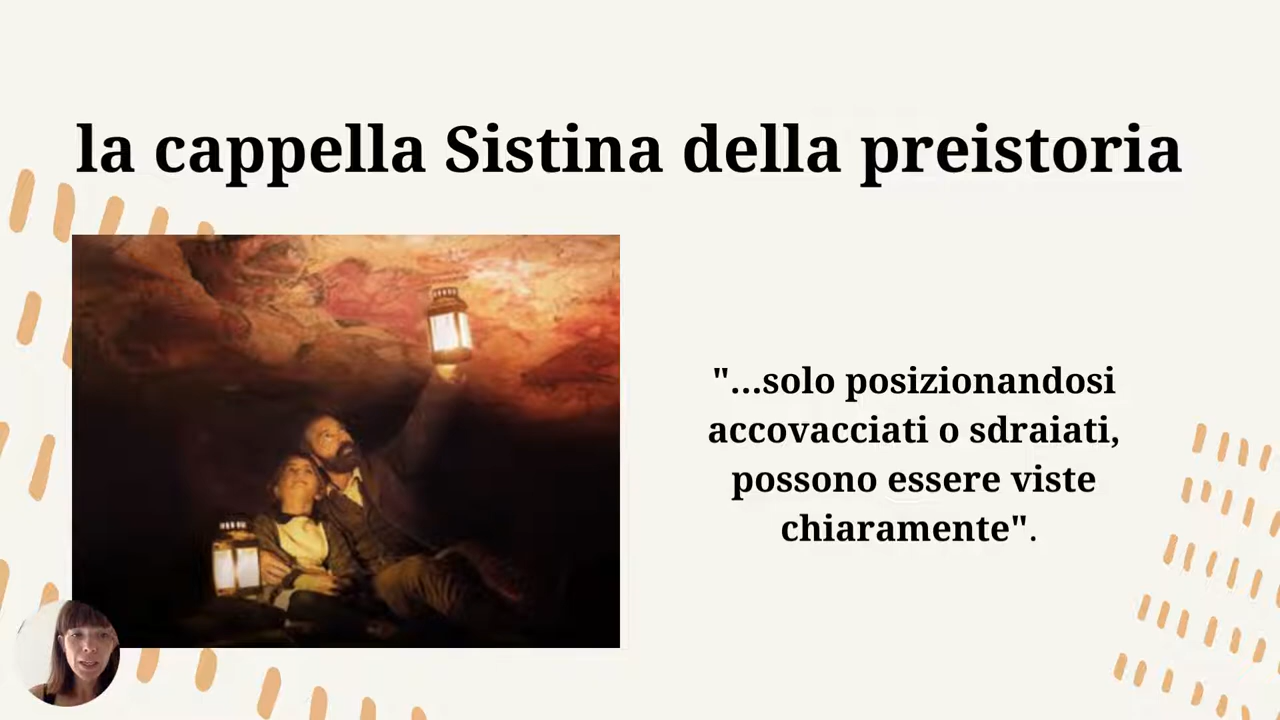 la cappella Sistina della preistoria
"...solo posizionandosi
accovacciati o sdraiati,
possono essere viste
chiaramente".